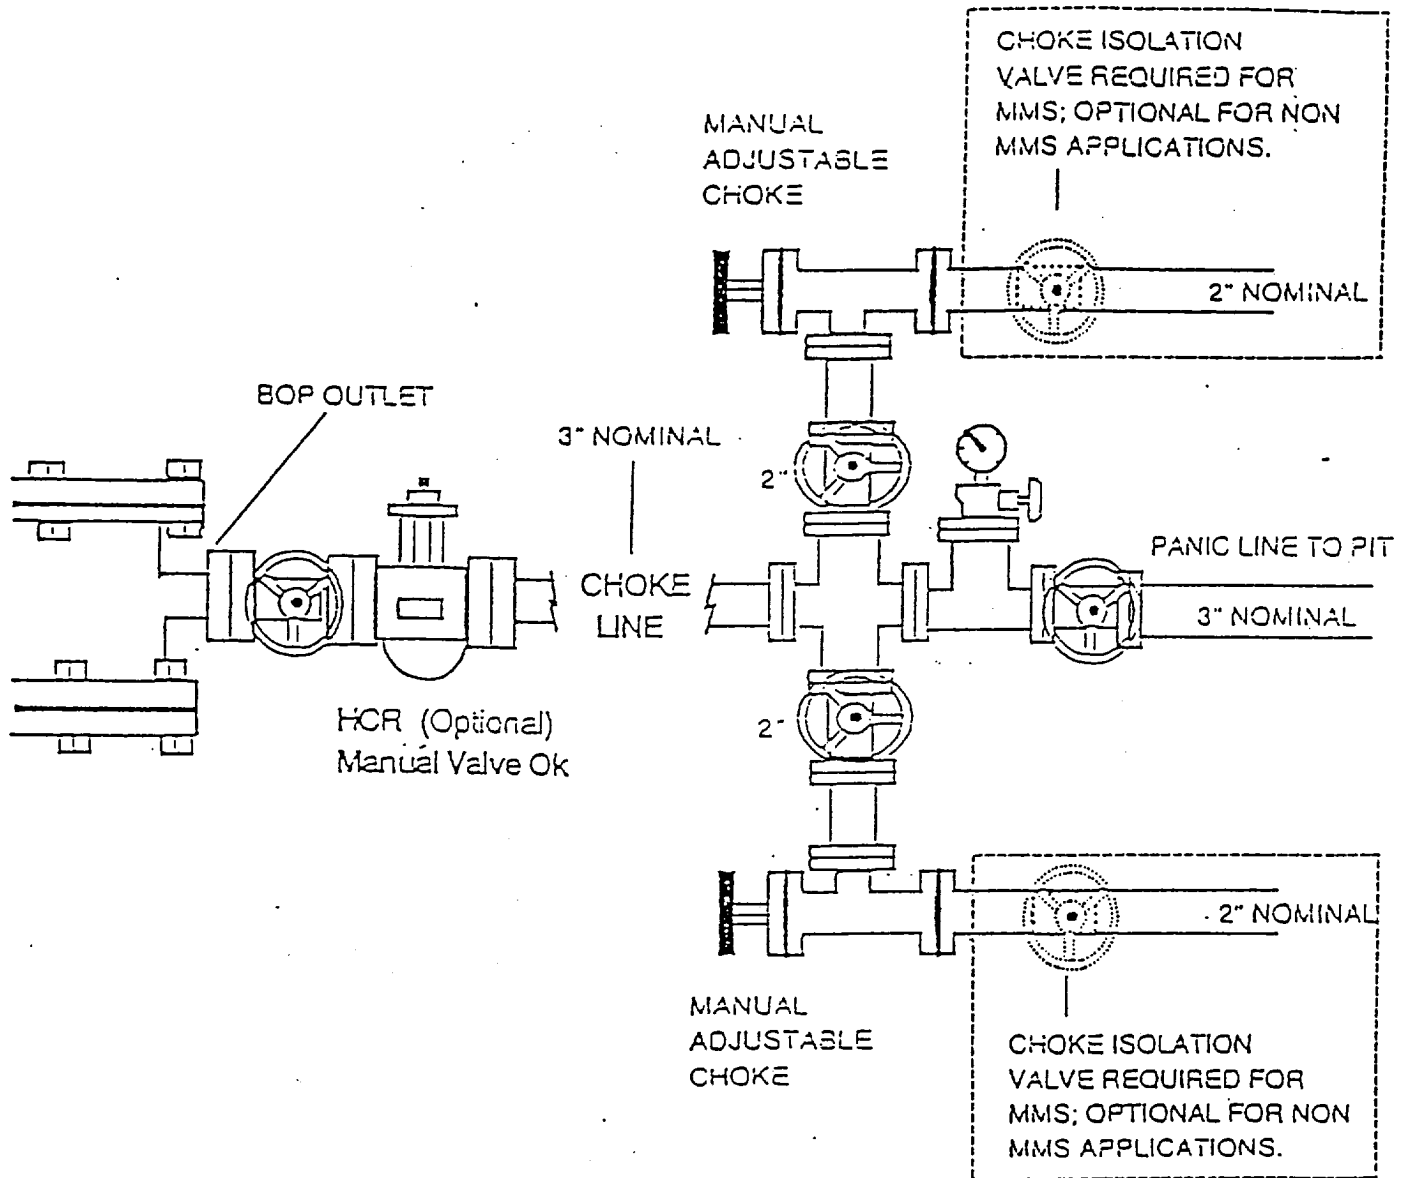 CHOKE ISOLATION
VALVE REQUIRED FOR
MMS; OPTIONAL FOR NON
MMS APPLICATIONS.
MANUAL
ADJUSTABLE
CHOKE
2" NOMINAL
BOP OUTLET
3" NOMINAL
2"
PANIC LINE TO PIT
CHOKE
LINE
3" NOMINAL
HCR (Optional)
Manual Valve Ok
2"
2" NOMINAL
MANUAL
ADJUSTABLE
CHOKE
CHOKE ISOLATION
VALVE REQUIRED FOR
MMS; OPTIONAL FOR NON
MMS APPLICATIONS.